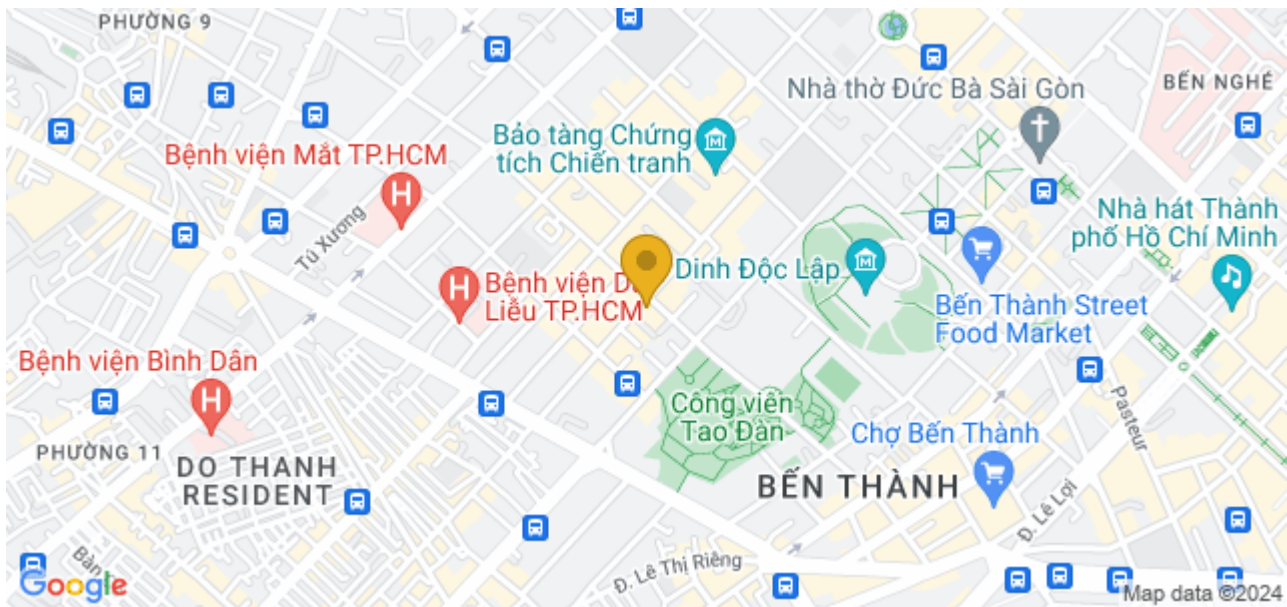 PHƯỜNG 9
BẾN NGHÉ
Nhà thờ Đức Bà Sài Gòn
Bảo tàng Chứng
tích Chiến tranh
Bệnh viện Mắt TP.HCM
Tú Xương
Nhà hát Thành
phố Hồ Chí Minh
Dinh Độc Lập
Bệnh viện Da
Liễu TP.HCM
Bến Thành Street
Food Market
Bệnh viện Bình Dân
Công viên
Tao Đàn
Pasteur
Chợ Bến Thành
PHƯỜNG 11
DO THANH
RESIDENT
BẾN THÀNH
Đ. Lê Lợi
Đ. Lê Thị Riêng
Bàn
Google
Map data ©2024